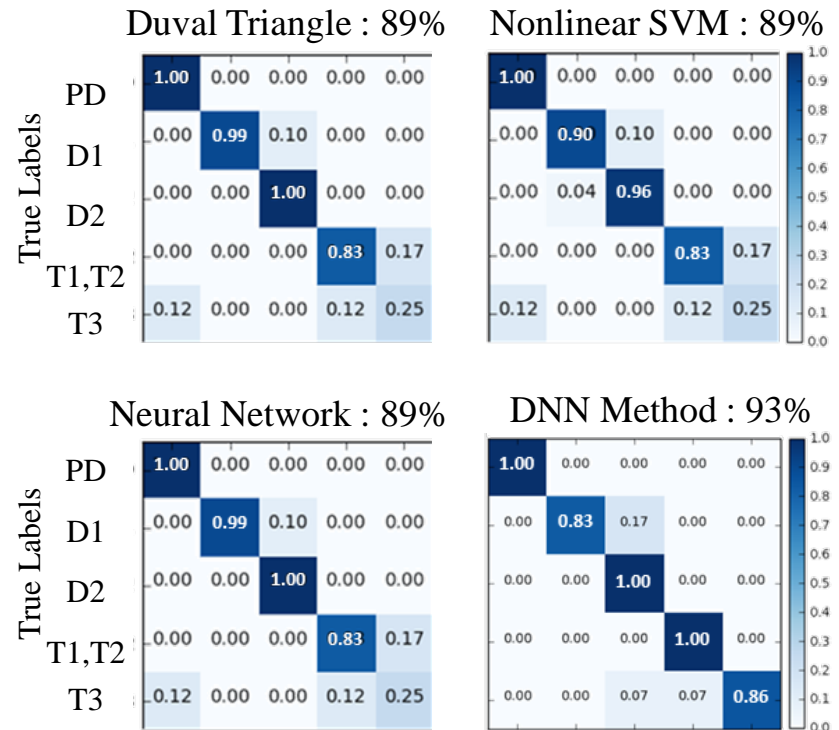 Duval Triangle : 89%
Nonlinear SVM : 89%
True Labels
PD
D1
D2
T1,T2
T3
1.00 0.00 0.00 0.00 0.00
0.00 0.99 0.10 0.00 0.00
0.00 0.00 1.00 0.00 0.00
0.00 0.00 0.00 0.83 0.17
0.12 0.00 0.00 0.12 0.25
1.00 0.00 0.00 0.00 0.00
0.00 0.90 0.10 0.00 0.00
0.00 0.04 0.96 0.00 0.00
0.00 0.00 0.00 0.83 0.17
0.12 0.00 0.00 0.12 0.25
1.0
0.9
0.8
0.7
0.6
0.5
0.4
0.3
0.2
0.1
0.0
Neural Network : 89%
DNN Method : 93%
True Labels
PD
D1
D2
T1,T2
T3
1.00 0.00 0.00 0.00 0.00
0.00 0.99 0.10 0.00 0.00
0.00 0.00 1.00 0.00 0.00
0.00 0.00 0.00 0.83 0.17
0.12 0.00 0.00 0.12 0.25
1.00 0.00 0.00 0.00 0.00
0.00 0.83 0.17 0.00 0.00
0.00 0.00 1.00 0.00 0.00
0.00 0.00 0.00 1.00 0.00
0.00 0.00 0.07 0.07 0.86
1.0
0.9
0.8
0.7
0.6
0.5
0.4
0.3
0.2
0.1
0.0